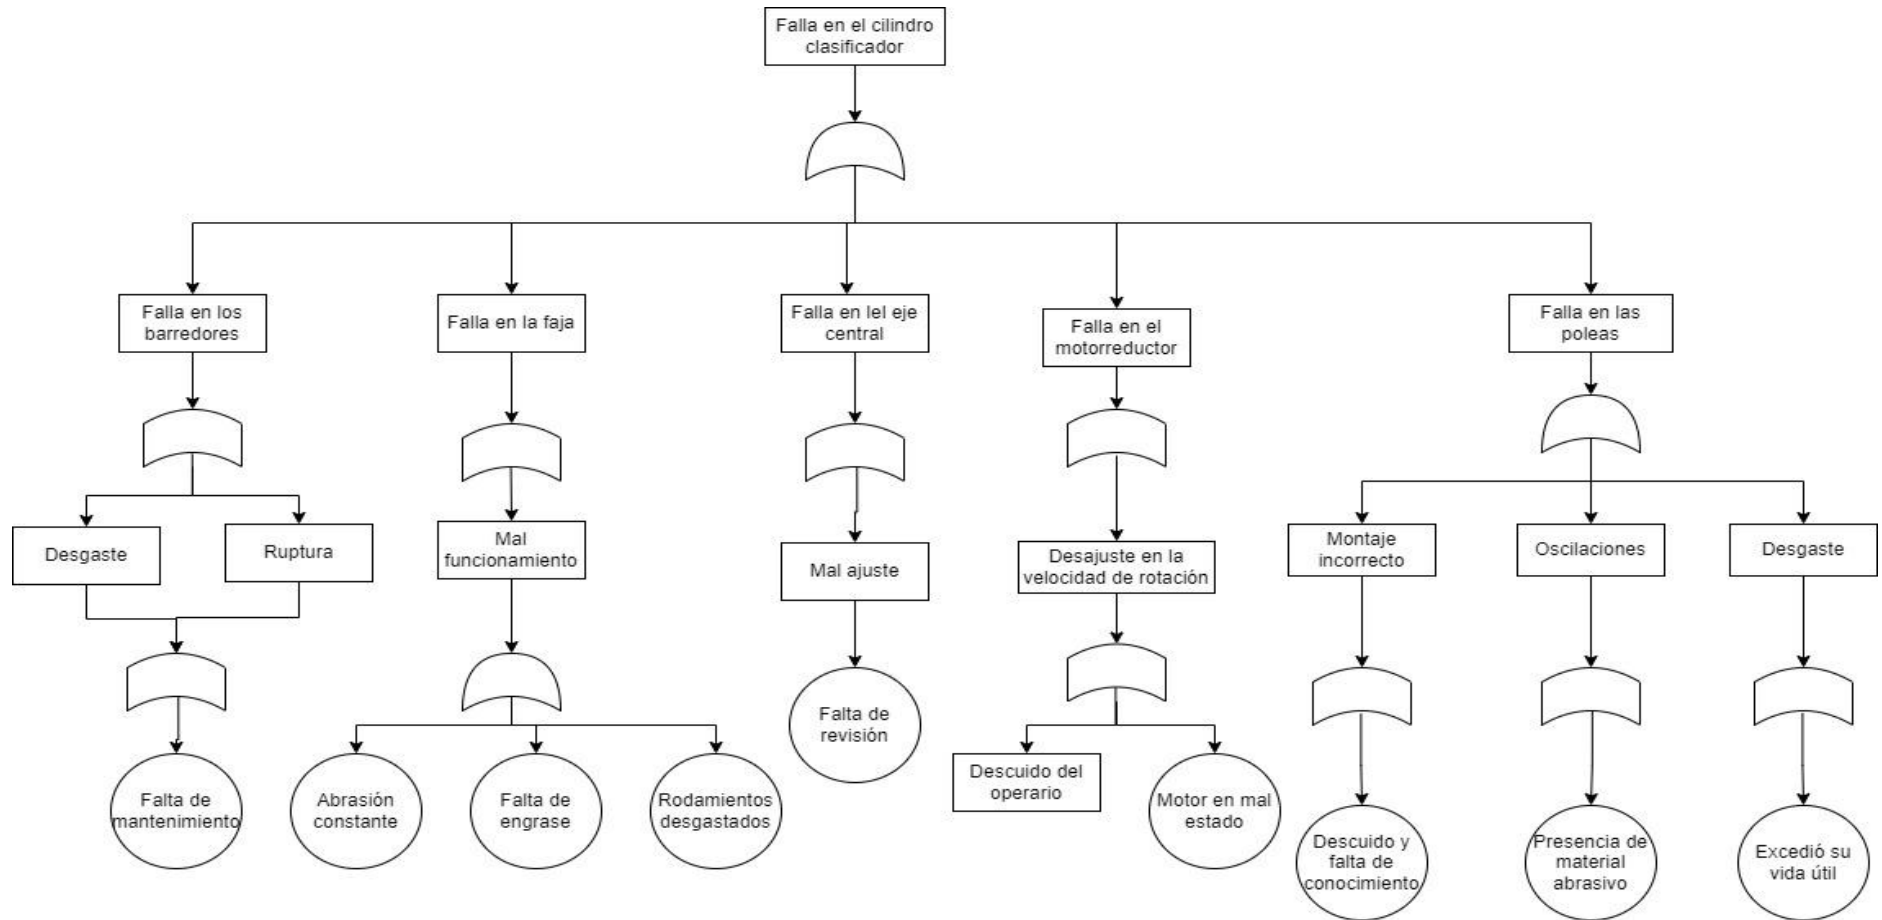 Falla en el cilindro
clasificador
Falla en los
barredores
Falla en la faja
Falla en lel eje
central
Falla en el
motorreductor
Falla en las
poleas
Desgaste
Ruptura
Mal
funcionamiento
Mal ajuste
Desajuste en la
velocidad de rotación
Montaje
incorrecto
Oscilaciones
Desgaste
Falta de
mantenimiento
Abrasión
constante
Falta de
engrase
Rodamientos
desgastados
Falta de
revisión
Descuido del
operario
Motor en mal
estado
Descuido y
falta de
conocimiento
Presencia de
material
abrasivo
Excedió su
vida útil